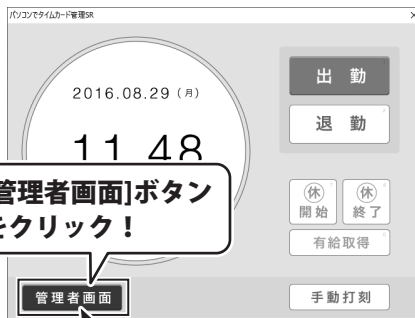 パソコンでタイムカード管理SR
2016.08.29（月）
11 48
出 勤
退 勤
休
開始
休
終了
有給取得
管理者画面]ボタン
クリック！
管理者画面
手動打刻